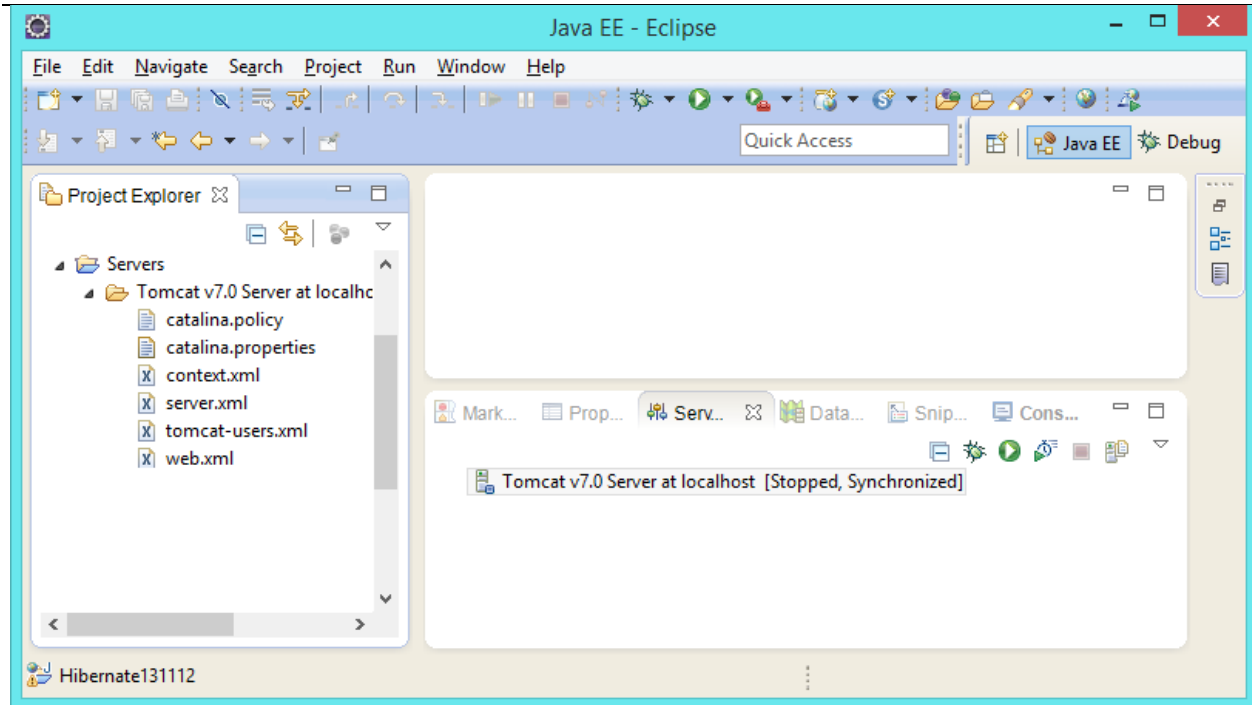 Java EE - Eclipse
File Edit Navigate Search Project Run Window Help
Quick Access
Java EE
Debug
Project Explorer
Servers
Tomcat v7.0 Server at localhc
catalina.policy
catalina.properties
context.xml
server.xml
tomcat-users.xml
web.xml
Mark... Prop... Serv... Data... Snip... Cons...
Tomcat v7.0 Server at localhost [Stopped, Synchronized]
Hibernate131112